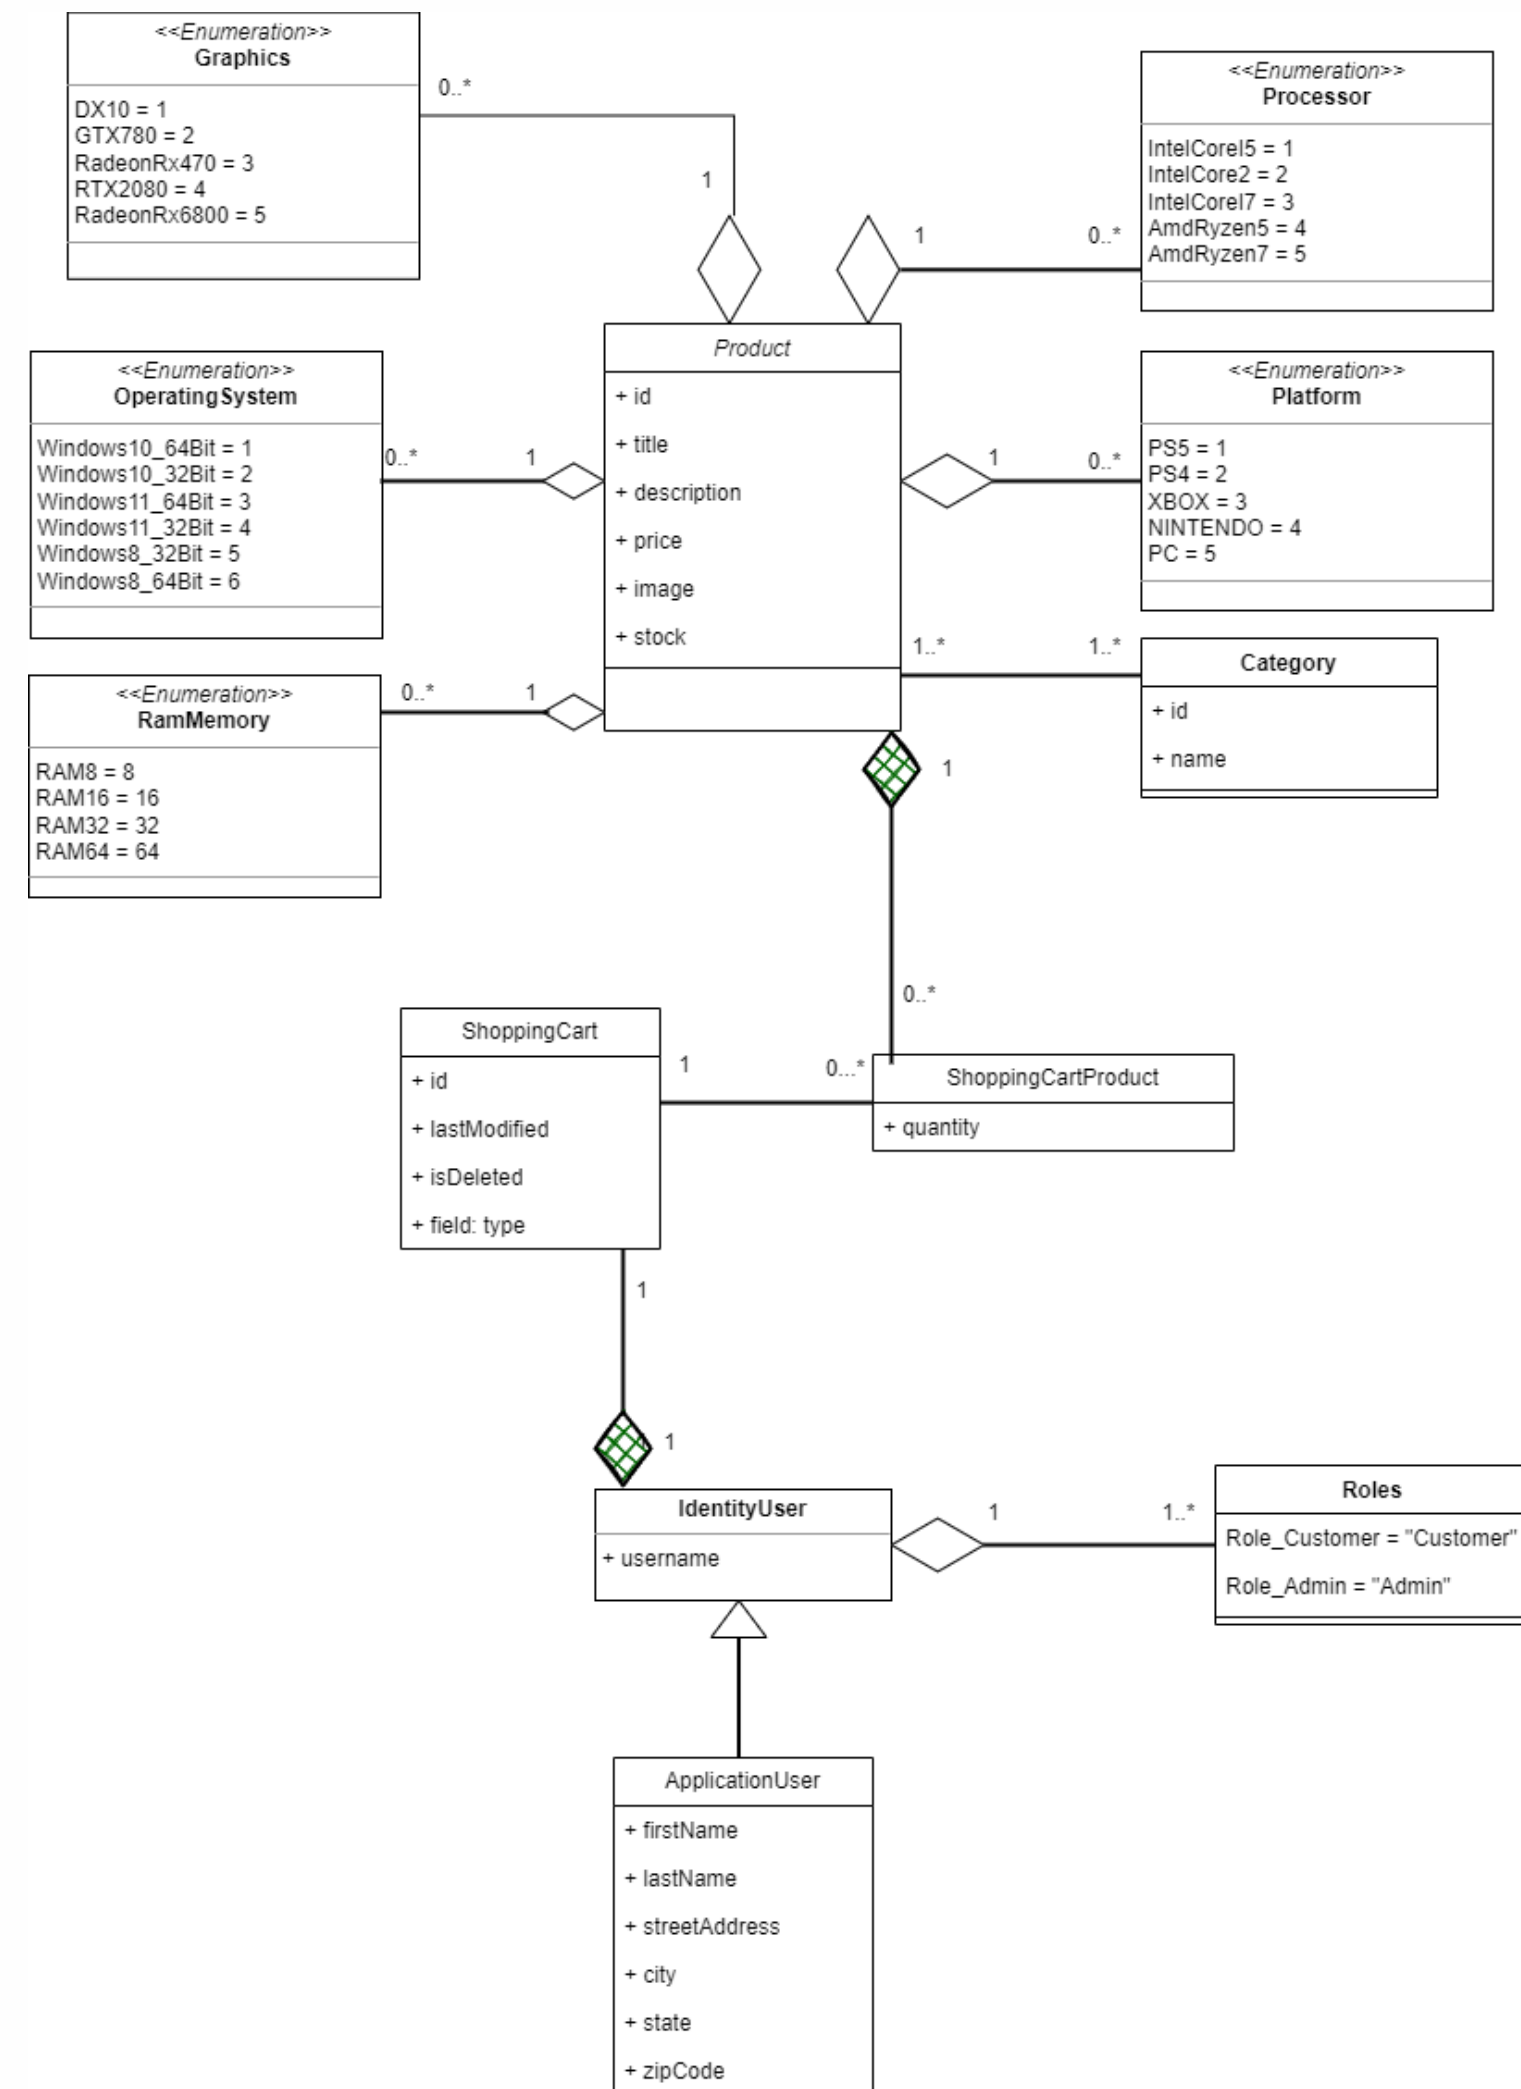 <<Enumeration>>
Graphics
DX10 = 1
GTX780 = 2
RadeonRx470 = 3
RTX2080 = 4
RadeonRx6800 = 5
0..*
1
<<Enumeration>>
Processor
IntelCoreI5 = 1
IntelCore2 = 2
IntelCoreI7 = 3
AmdRyzen5 = 4
AmdRyzen7 = 5
1
0..*
<<Enumeration>>
OperatingSystem
Windows10_64Bit = 1
Windows10_32Bit = 2
Windows11_64Bit = 3
Windows11_32Bit = 4
Windows8_32Bit = 5
Windows8_64Bit = 6
0..*
1
Product
+ id
+ title
+ description
+ price
+ image
+ stock
<<Enumeration>>
Platform
PS5 = 1
PS4 = 2
XBOX = 3
NINTENDO = 4
PC = 5
1
0..*
<<Enumeration>>
RamMemory
RAM8 = 8
RAM16 = 16
RAM32 = 32
RAM64 = 64
0..*
1
1..*
1..*
Category
+ id
+ name
1
0..*
ShoppingCart
+ id
+ lastModified
+ isDeleted
+ field: type
1
0...*
ShoppingCartProduct
+ quantity
1
1
IdentityUser
+ username
1
1..*
Roles
Role_Customer = "Customer"
Role_Admin = "Admin"
ApplicationUser
+ firstName
+ lastName
+ streetAddress
+ city
+ state
+ zipCode